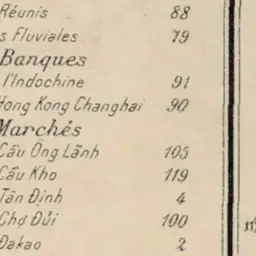 Réunis 88
s Fluviales 79
Banques
l'Indochine 91
Hong Kong Changhai 90
Marchés
Cầu Ông Lãnh 105
Cầu Kho 119
Tân Định 4
Chợ Đũi 100
Đakao 2